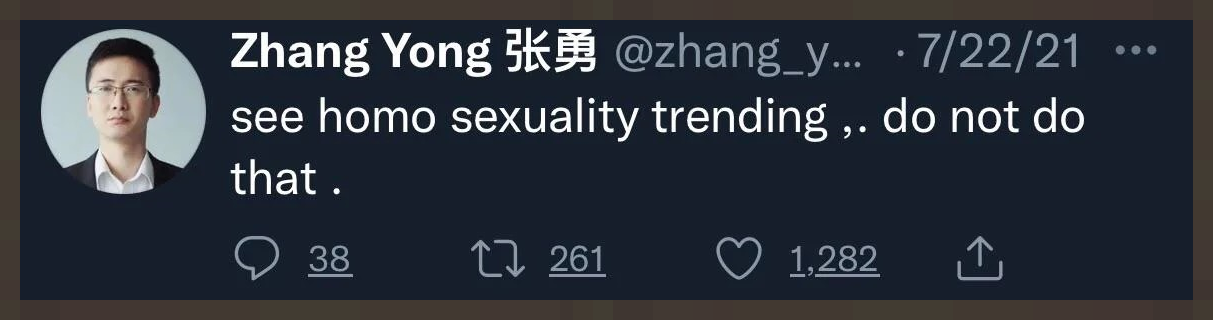 Zhang Yong 张勇 @zhang_y... · 7/22/21 ...
see homo sexuality trending ,. do not do
that .
38 261 1,282